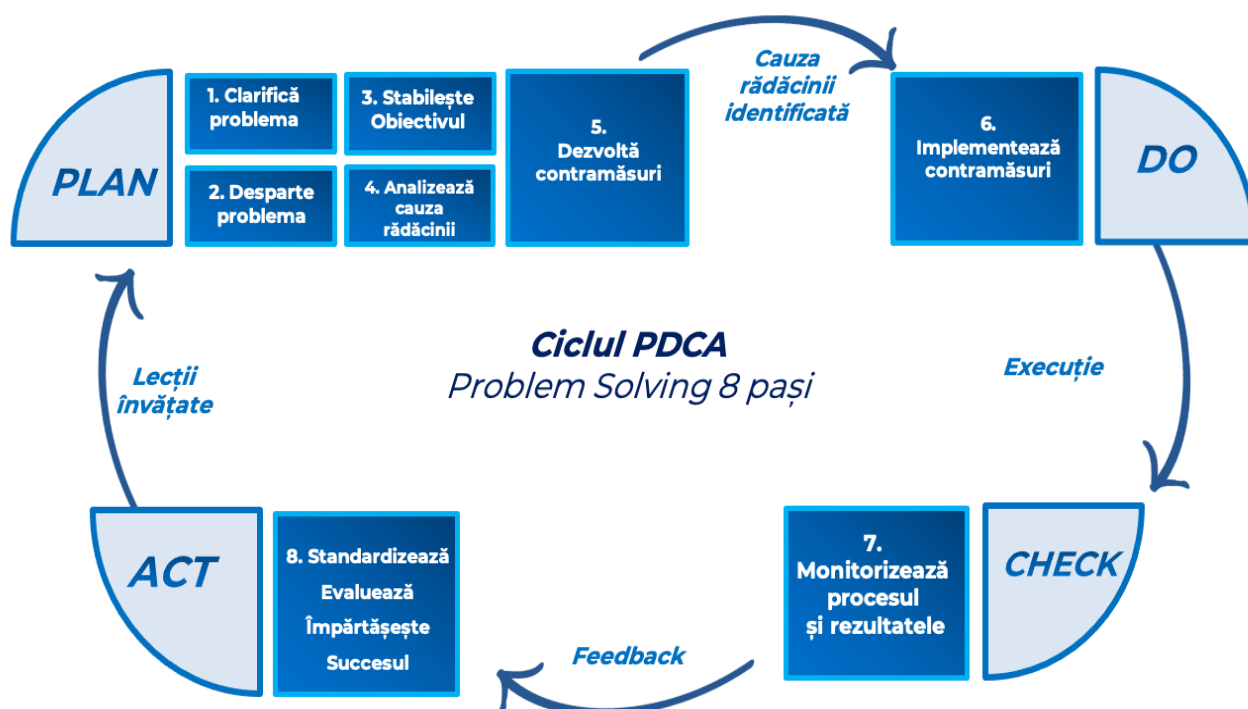 PLAN
1. Clarifică
problema
2. Desparte
problema
3. Stabilește
Obiectivul
4. Analizează
cauza
rădăcinii
5.
Dezvoltă
contramăsuri
Cauza
rădăcinii
identificată
6.
Implementează
contramăsuri
DO
Ciclul PDCA
Problem Solving 8 pași
Execuție
CHECK
7.
Monitorizează
procesul
și rezultatele
Feedback
8. Standardizează
Evaluează
Împărtășește
Succesul
ACT
Lecții
învățate